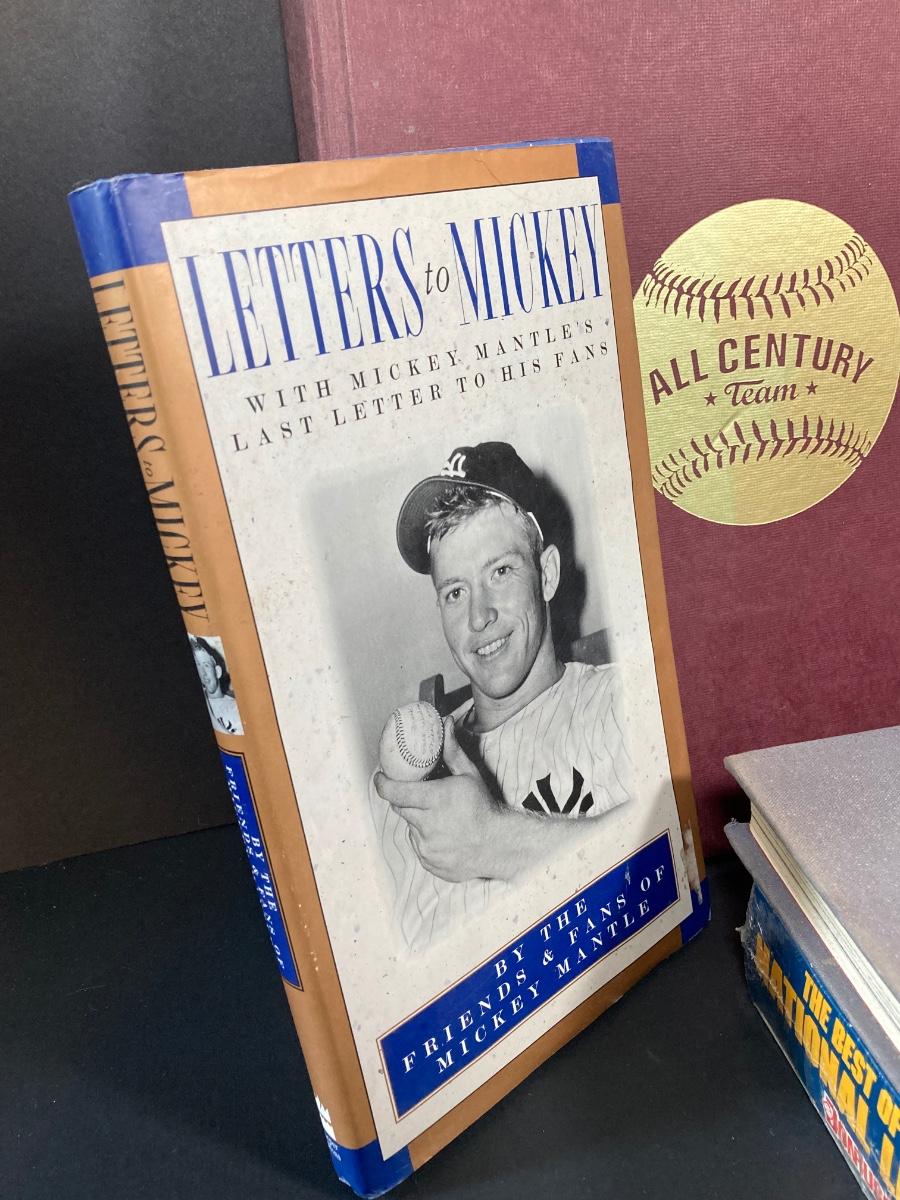 LETTERS to MICKEY
WITH MICKEY MANTLE'S
LAST LETTER TO HIS FANS
BY THE
FRIENDS & FANS OF
MICKEY MANTLE
LETTERS to MICKEY
BY THE
FRIENDS & FANS OF
ALL CENTURY
★ Team ★
THE BEST OF
NATIONAL L